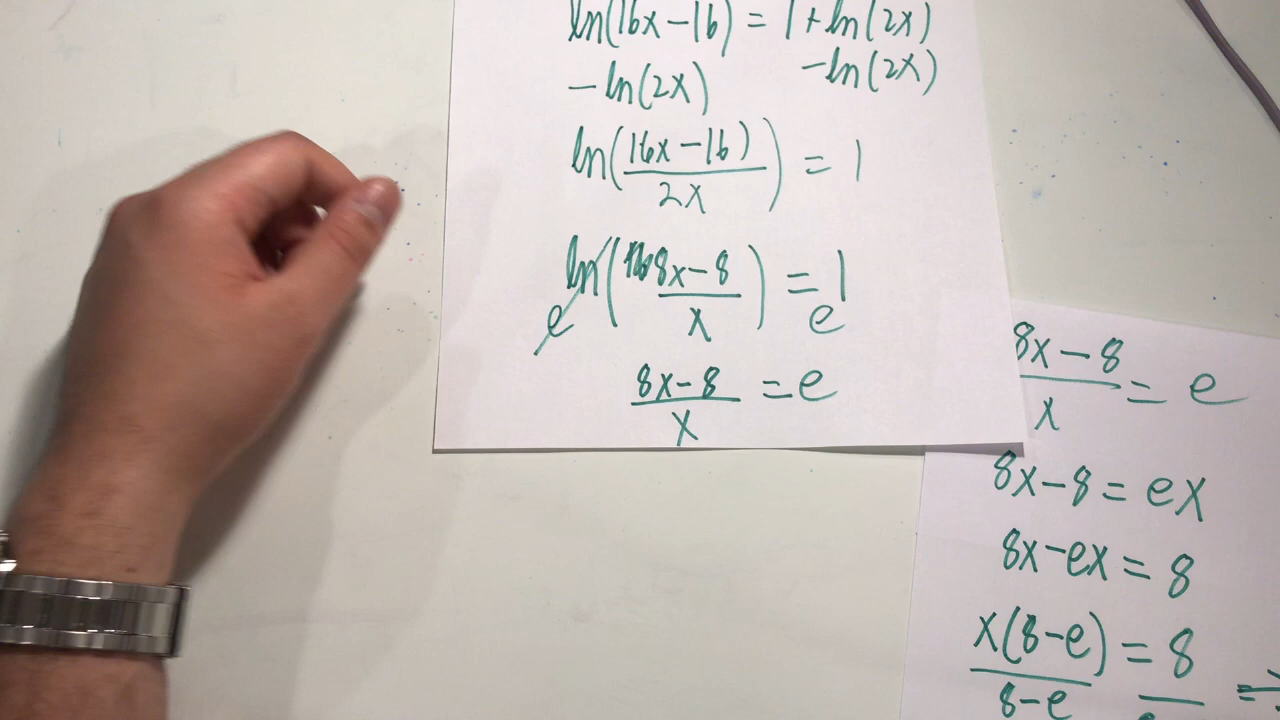 ln(16x-16) = 1+ln(2x)
-ln(2x) -ln(2x)
ln(16x-16)
2x
) = 1
ln(8x-8
x
) = 1
e e
8x-8
x
= e
8x-8
x
= e
8x-8 = ex
8x-ex = 8
x(8-e) = 8
8-e
=